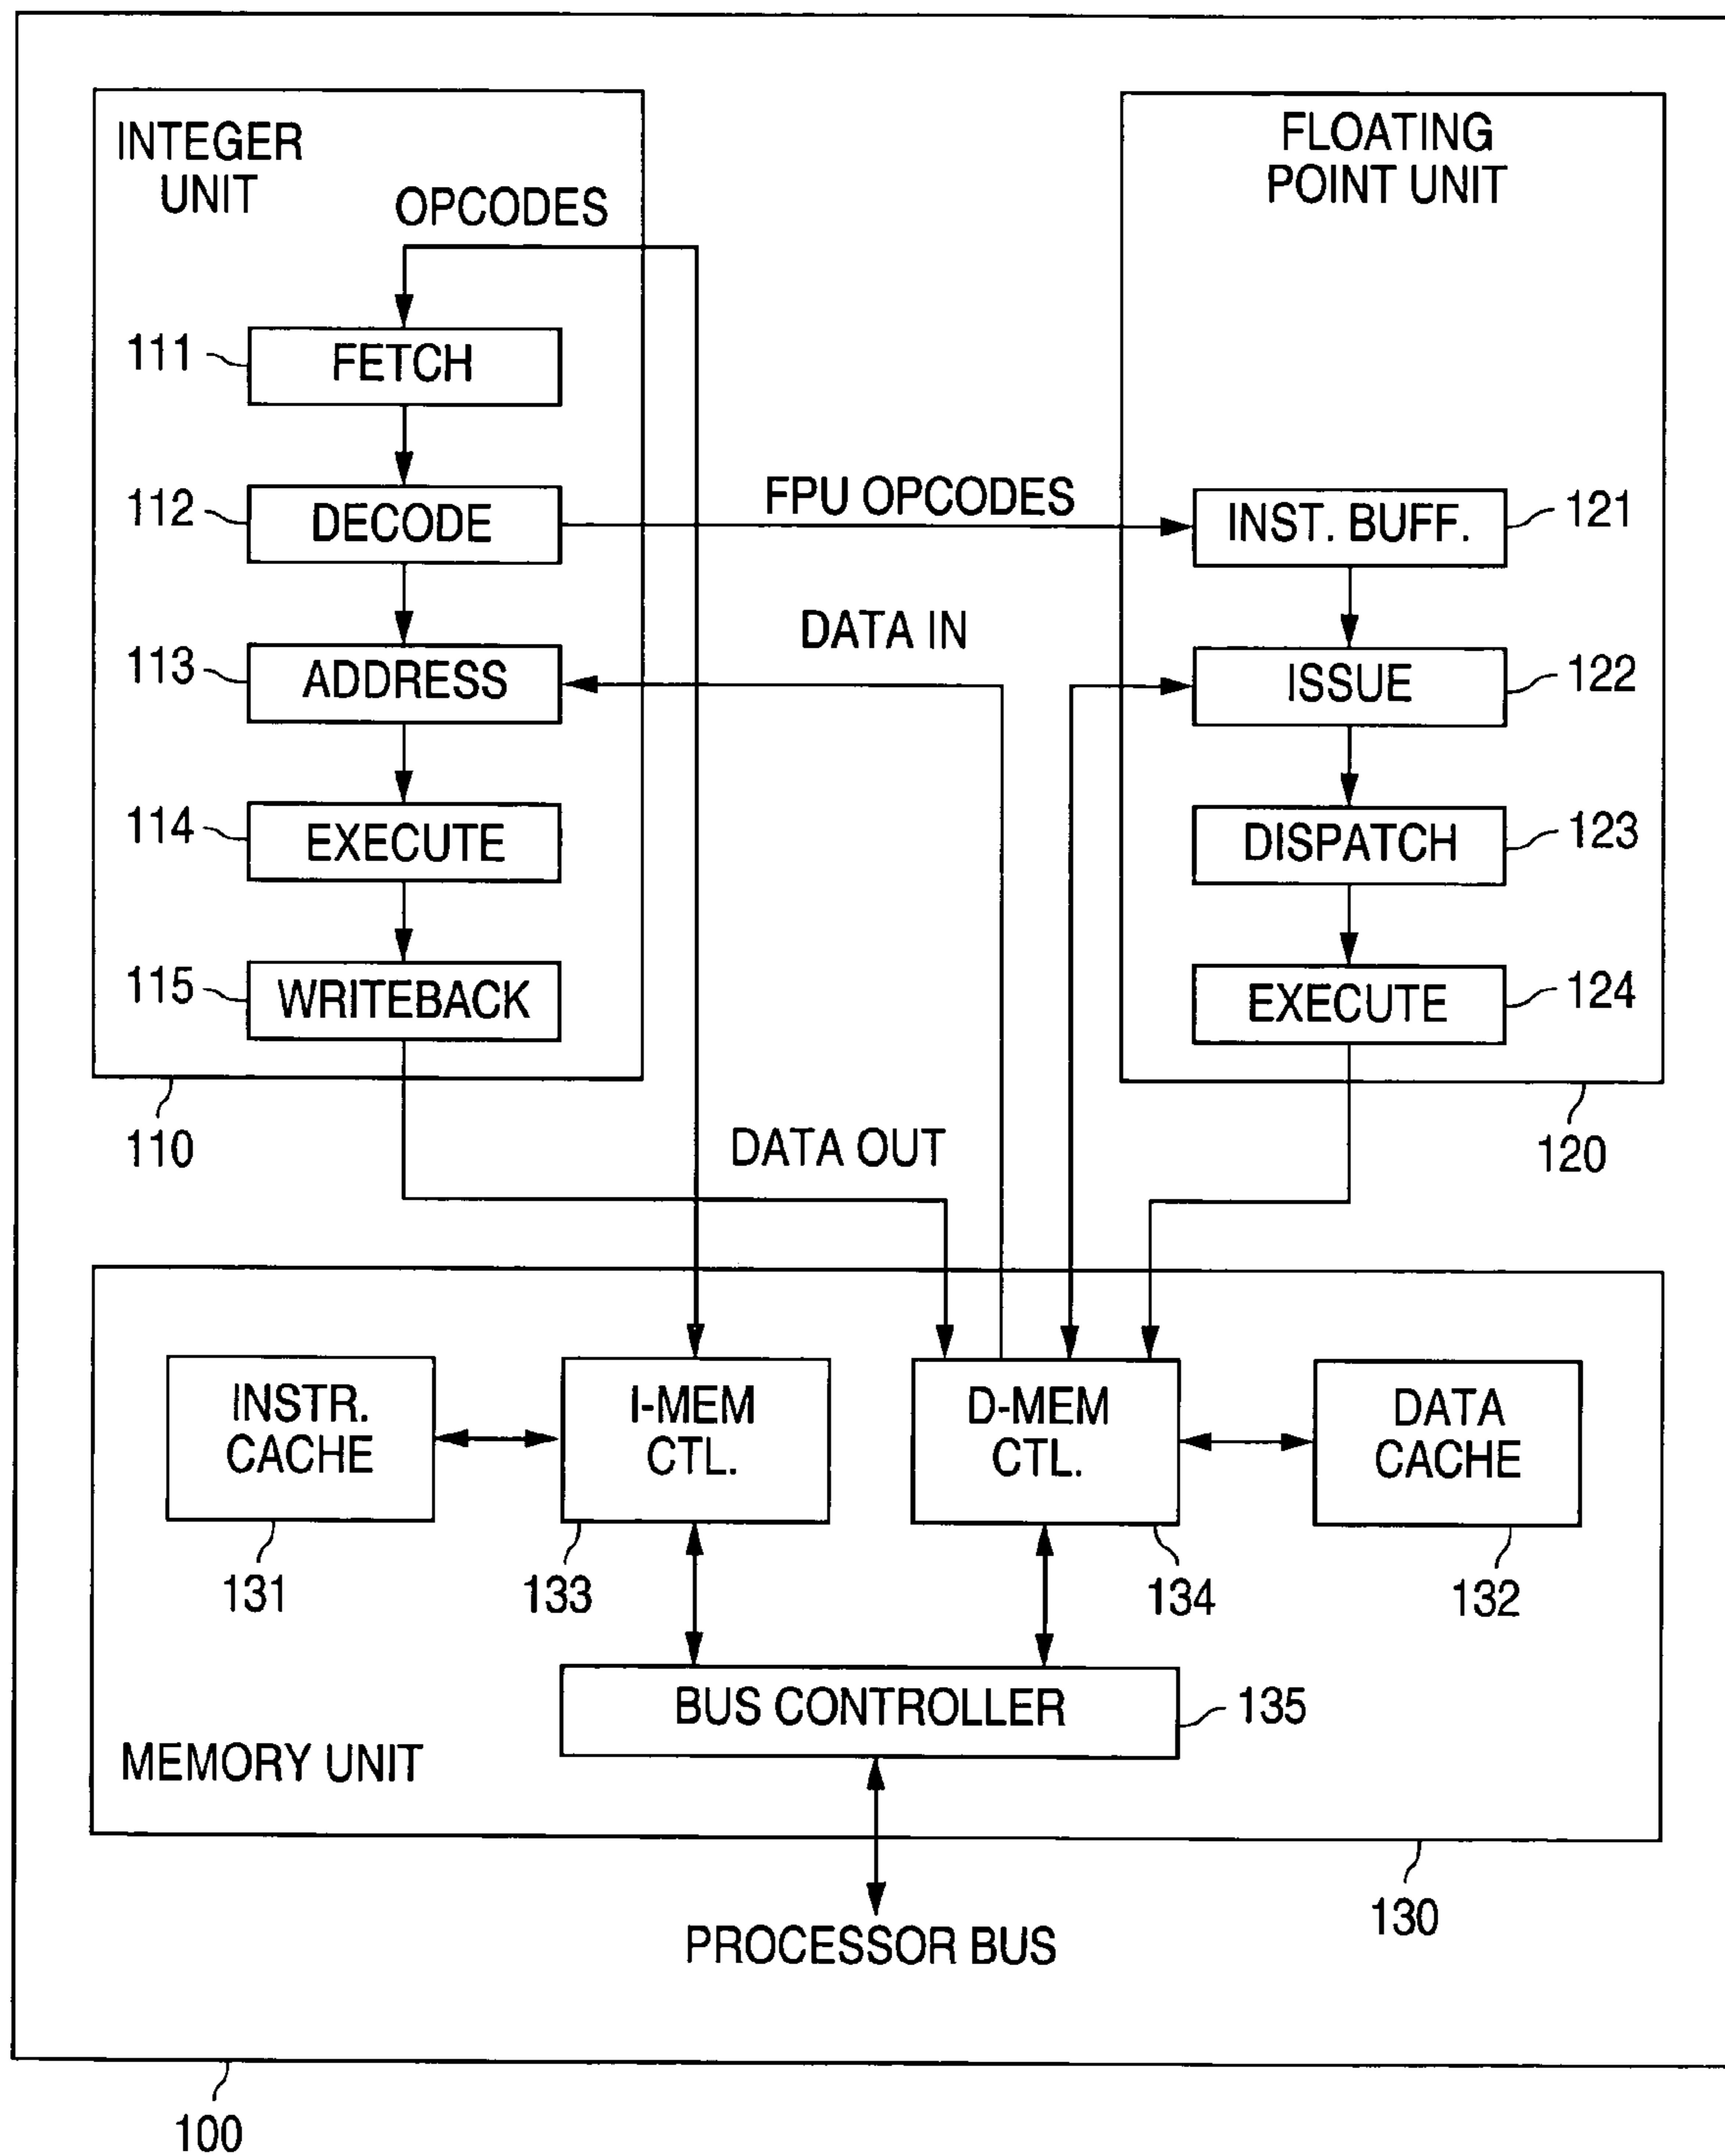 INTEGER
UNIT
OPCODES
FLOATING
POINT UNIT
111
FETCH
112
DECODE
FPU OPCODES
INST. BUFF.
121
DATA IN
113
ADDRESS
ISSUE
122
114
EXECUTE
DISPATCH
123
115
WRITEBACK
EXECUTE
124
110
DATA OUT
120
INSTR.
CACHE
I-MEM
CTL.
D-MEM
CTL.
DATA
CACHE
131
133
134
132
BUS CONTROLLER
135
MEMORY UNIT
130
PROCESSOR BUS
100